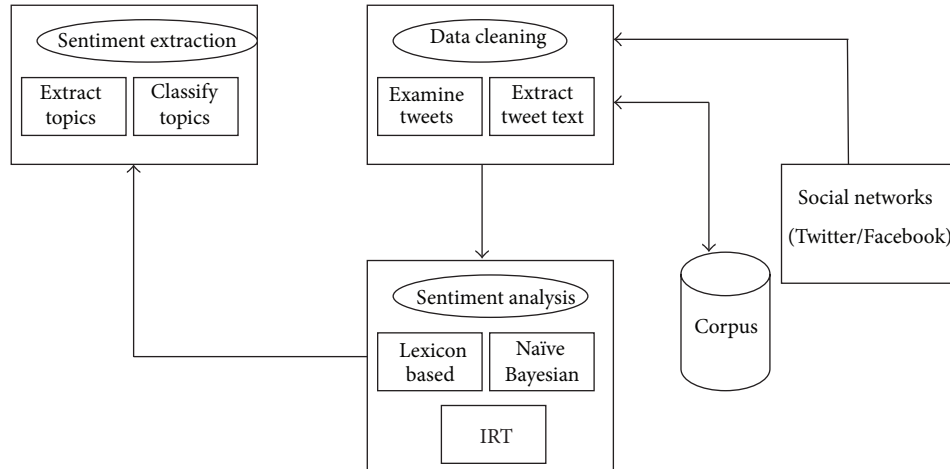 Sentiment extraction
Extract
topics
Classify
topics
Data cleaning
Examine
tweets
Extract
tweet text
Social networks
(Twitter/Facebook)
Sentiment analysis
Lexicon
based
Naïve
Bayesian
IRT
Corpus